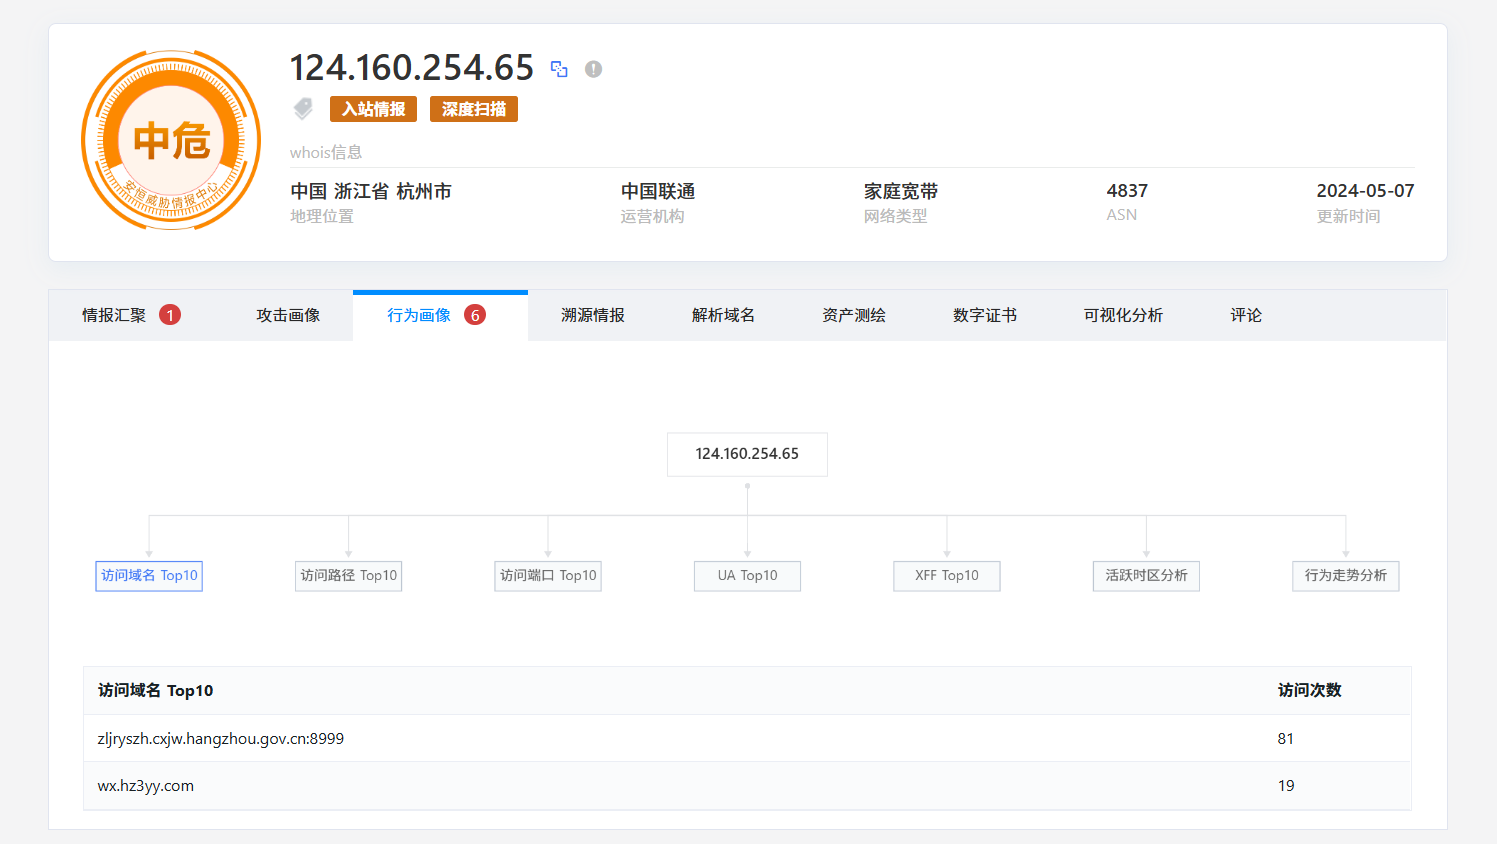 124.160.254.65
中危
安恒威胁情报中心
入站情报 深度扫描
whois信息
中国 浙江省 杭州市 中国联通 家庭宽带 4837 2024-05-07
地理位置 运营机构 网络类型 ASN 更新时间
情报汇聚 1 攻击画像 行为画像 6 溯源情报 解析域名 资产测绘 数字证书 可视化分析 评论
124.160.254.65
访问域名 Top10 访问路径 Top10 访问端口 Top10 UA Top10 XFF Top10 活跃时区分析 行为走势分析
访问域名 Top10 访问次数
zljryszh.cxjw.hangzhou.gov.cn:8999 81
wx.hz3yy.com 19